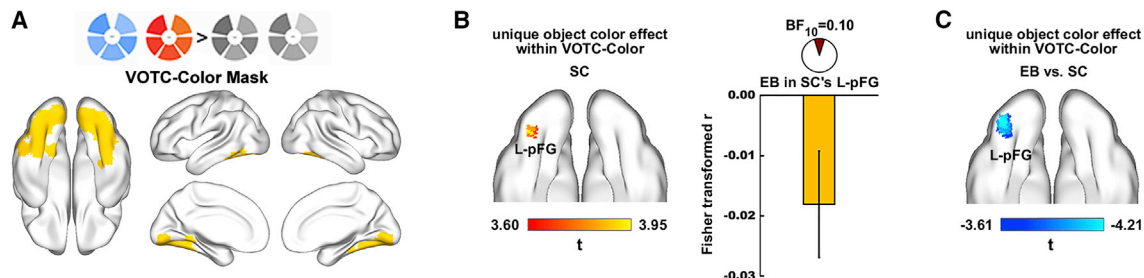 A
>
VOTC-Color Mask
B
unique object color effect
within VOTC-Color
SC
L-pFG
3.60
3.95
t
BF10=0.10
EB in SC's L-pFG
0.00
-0.01
-0.02
-0.03
Fisher transformed r
C
unique object color effect
within VOTC-Color
EB vs. SC
L-pFG
-3.61
-4.21
t